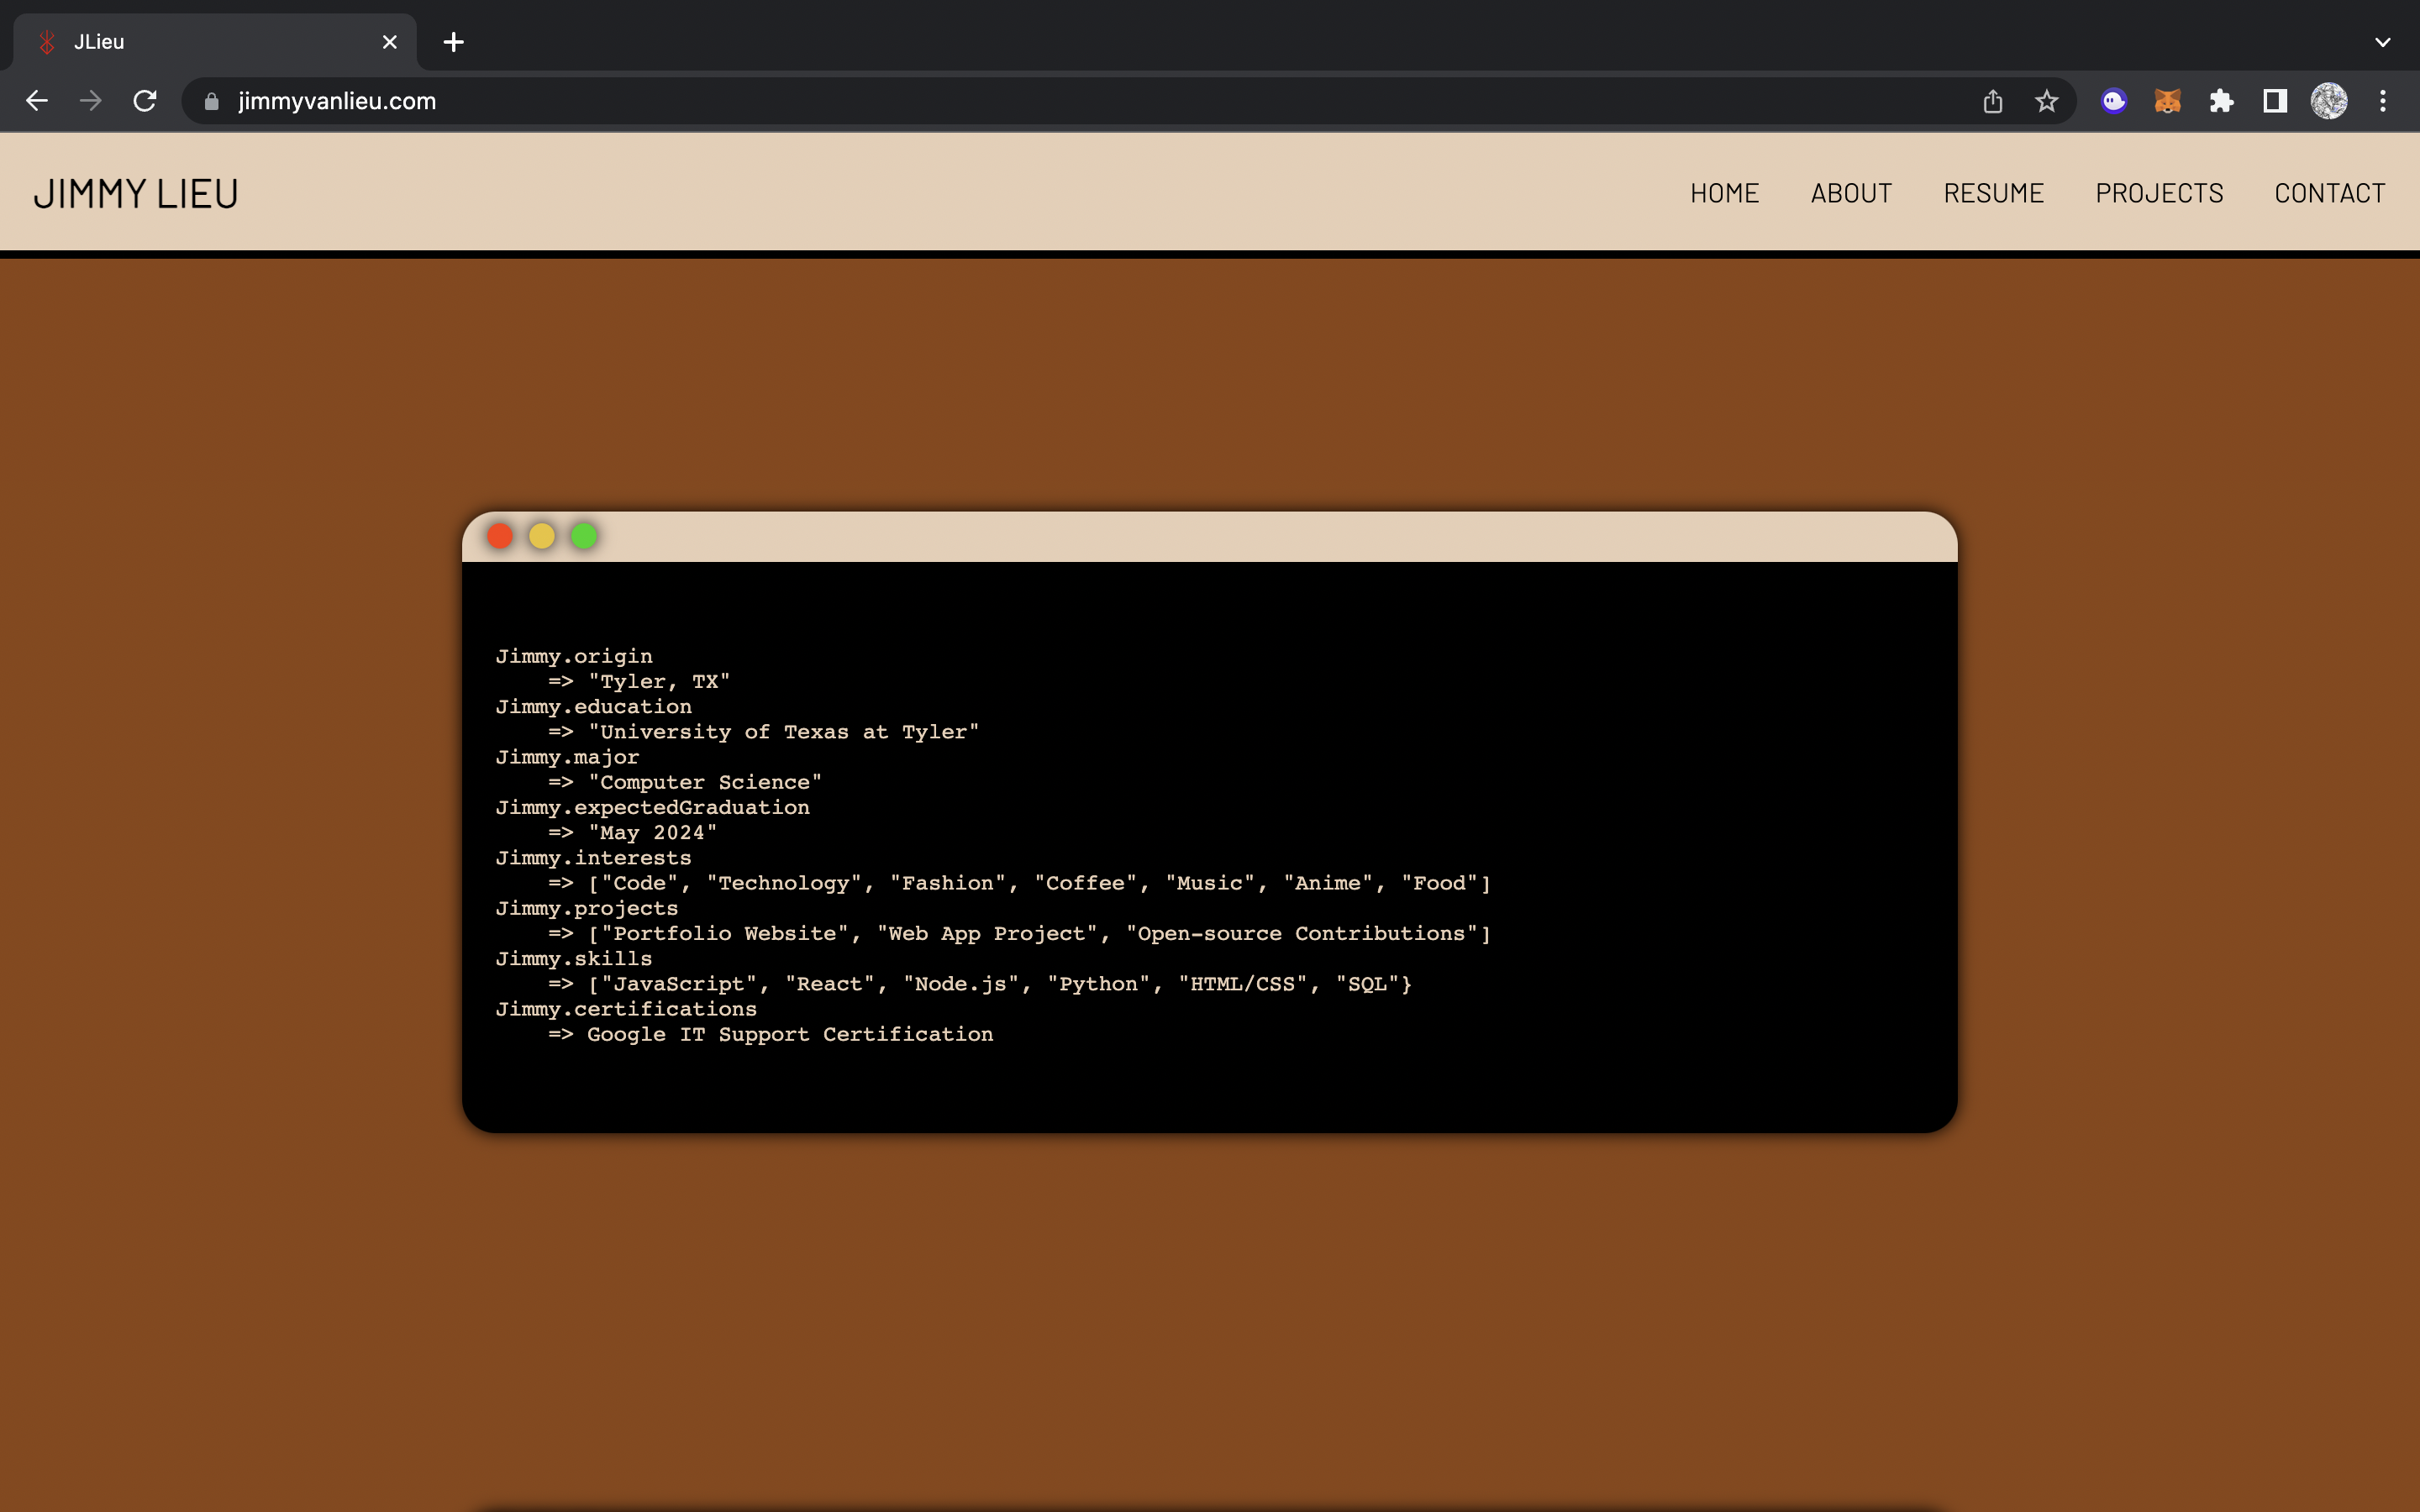 JLieu
jimmyvanlieu.com
JIMMY LIEU
HOME ABOUT RESUME PROJECTS CONTACT
Jimmy.origin
=> "Tyler, TX"
Jimmy.education
=> "University of Texas at Tyler"
Jimmy.major
=> "Computer Science"
Jimmy.expectedGraduation
=> "May 2024"
Jimmy.interests
=> ["Code", "Technology", "Fashion", "Coffee", "Music", "Anime", "Food"]
Jimmy.projects
=> ["Portfolio Website", "Web App Project", "Open-source Contributions"]
Jimmy.skills
=> ["JavaScript", "React", "Node.js", "Python", "HTML/CSS", "SQL"}
Jimmy.certifications
=> Google IT Support Certification